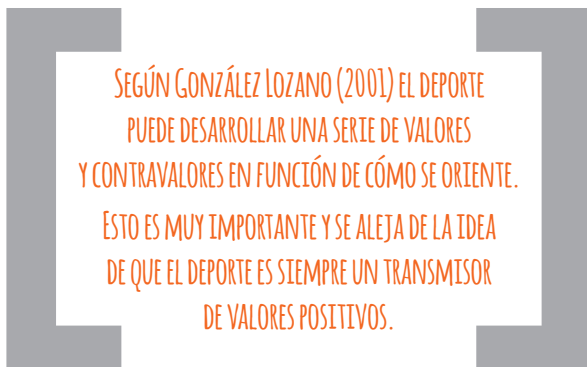 SEGÚN GONZÁLEZ LOZANO (2001) EL DEPORTE
PUEDE DESARROLLAR UNA SERIE DE VALORES
Y CONTRAVALORES EN FUNCIÓN DE CÓMO SE ORIENTE.
ESTO ES MUY IMPORTANTE Y SE ALEJA DE LA IDEA
DE QUE EL DEPORTE ES SIEMPRE UN TRANSMISOR
DE VALORES POSITIVOS.